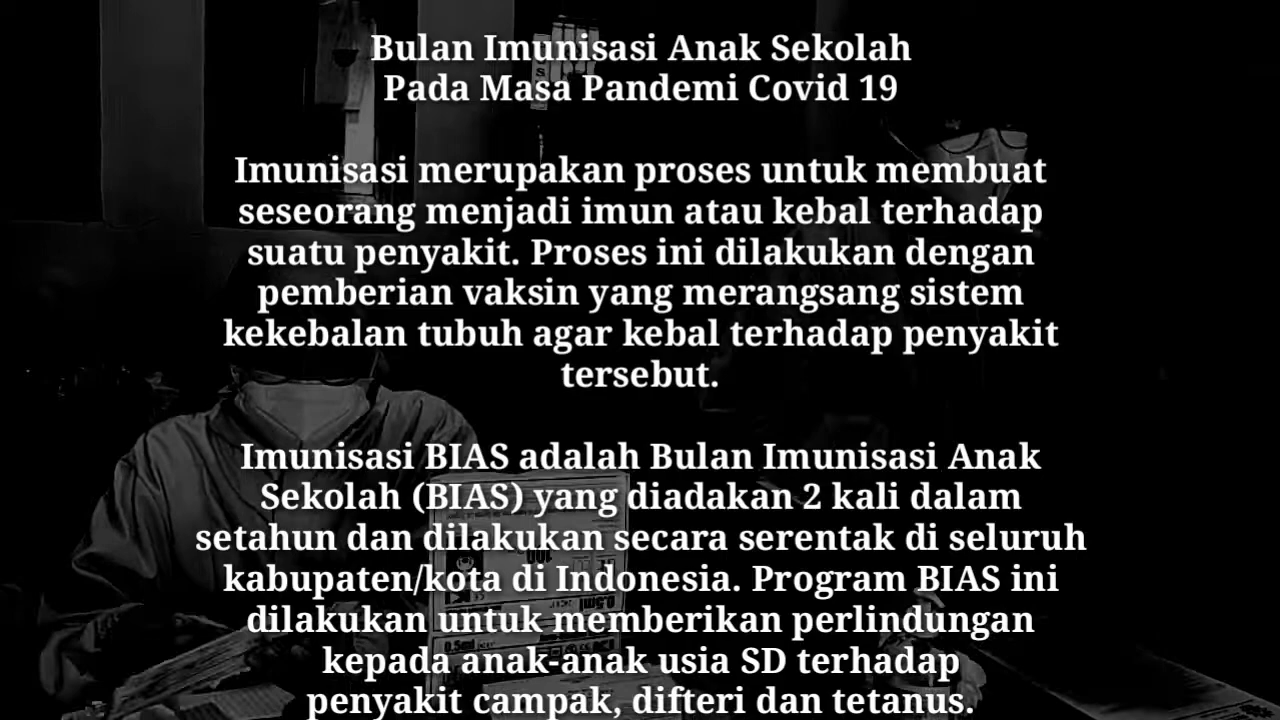 Bulan Imunisasi Anak Sekolah
Pada Masa Pandemi Covid 19
Imunisasi merupakan proses untuk membuat
seseorang menjadi imun atau kebal terhadap
suatu penyakit. Proses ini dilakukan dengan
pemberian vaksin yang merangsang sistem
kekebalan tubuh agar kebal terhadap penyakit
tersebut.
Imunisasi BIAS adalah Bulan Imunisasi Anak
Sekolah (BIAS) yang diadakan 2 kali dalam
setahun dan dilakukan secara serentak di seluruh
kabupaten/kota di Indonesia. Program BIAS ini
dilakukan untuk memberikan perlindungan
kepada anak-anak usia SD terhadap
penyakit campak, difteri dan tetanus.
0.5ml